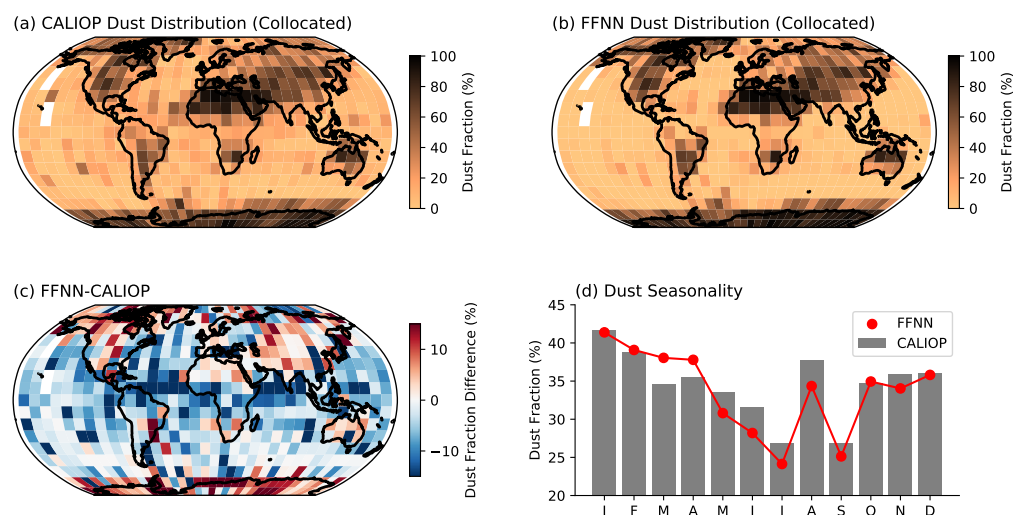 (a) CALIOP Dust Distribution (Collocated)
100
80
60
40
20
0
Dust Fraction (%)
(b) FFNN Dust Distribution (Collocated)
100
80
60
40
20
0
Dust Fraction (%)
(c) FFNN-CALIOP
10
0
−10
Dust Fraction Difference (%)
(d) Dust Seasonality
45
40
35
30
25
20
Dust Fraction (%)
FFNN
CALIOP
J F M A M J J A S O N D